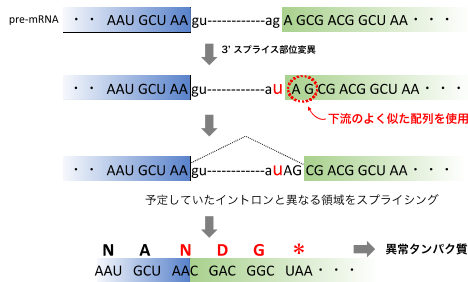 pre-mRNA ・・ AAU GCU AA gu------------ag A GCG ACG GCU AA・・・
3’ スプライス部位変異
・・ AAU GCU AA gu------------au A G CG ACG GCU AA・・・
下流のよく似た配列を使用
・・ AAU GCU AA gu------------auAG CG ACG GCU AA・・・
予定していたイントロンと異なる領域をスプライシング
N A N D G * 異常タンパク質
AAU GCU AAC GAC GGC UAA・・・